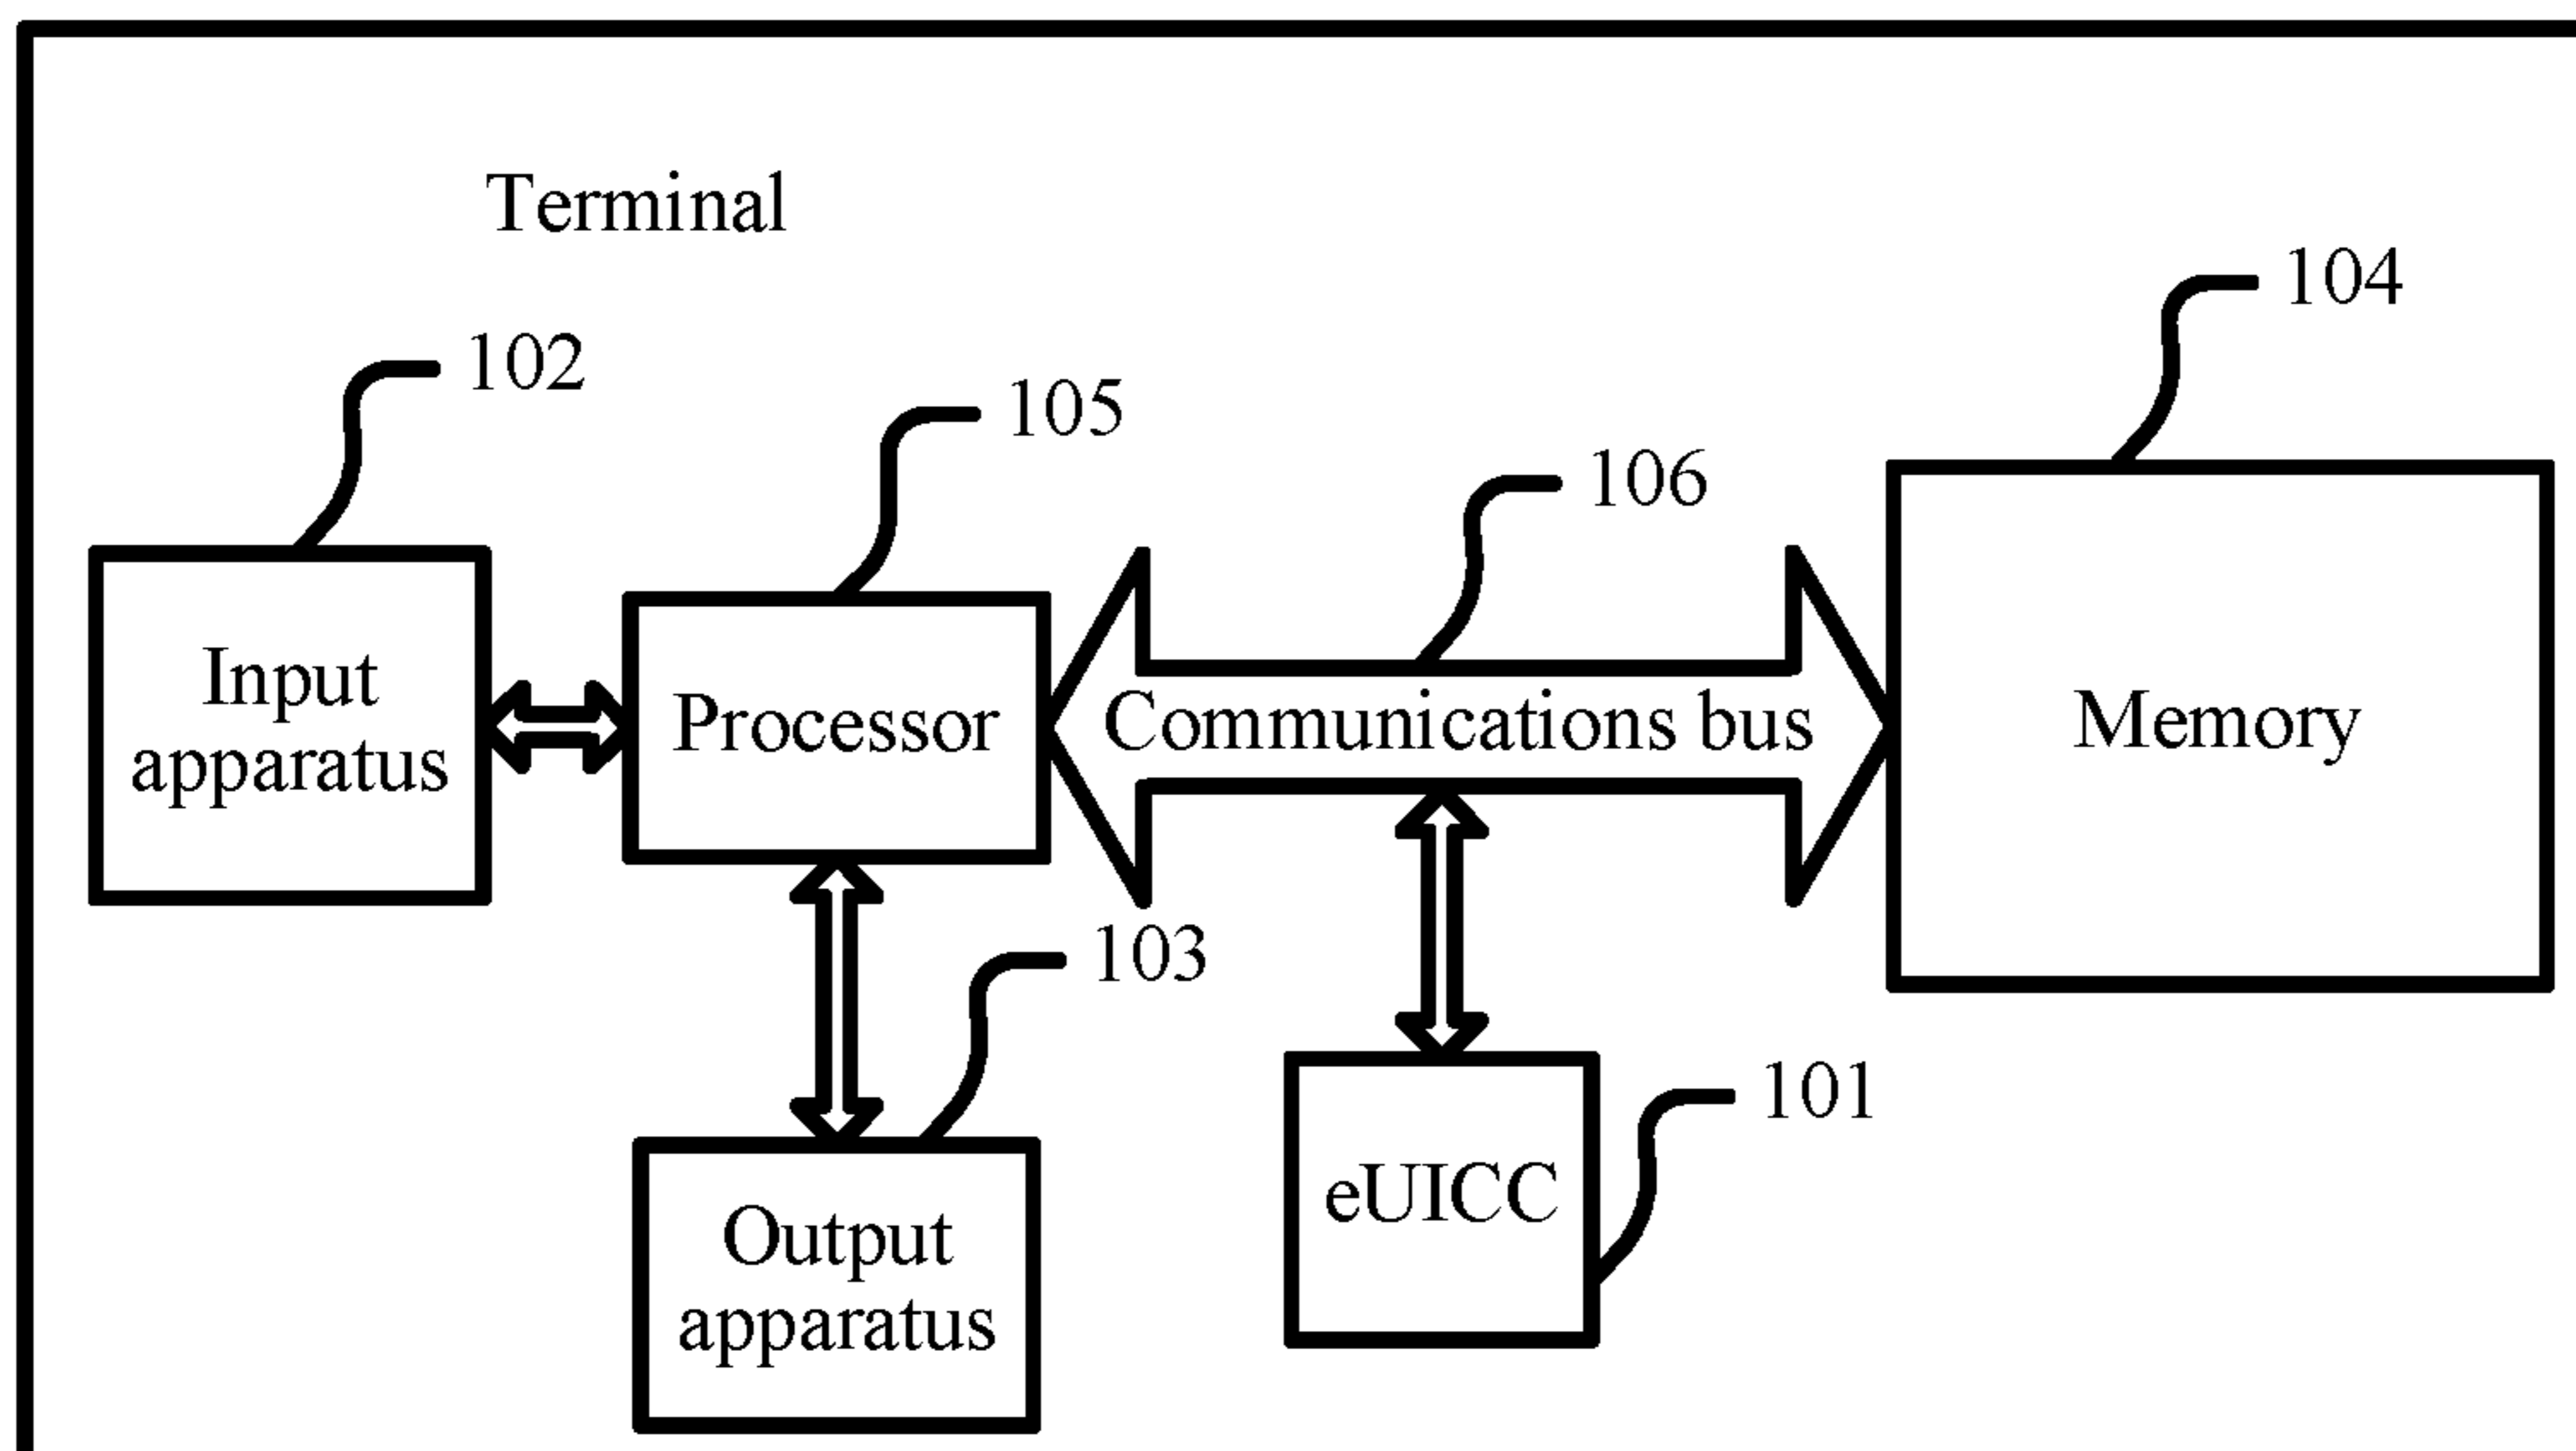 Terminal
104
102
105
106
Input
apparatus
Processor
Communications bus
Memory
103
101
eUICC
Output
apparatus